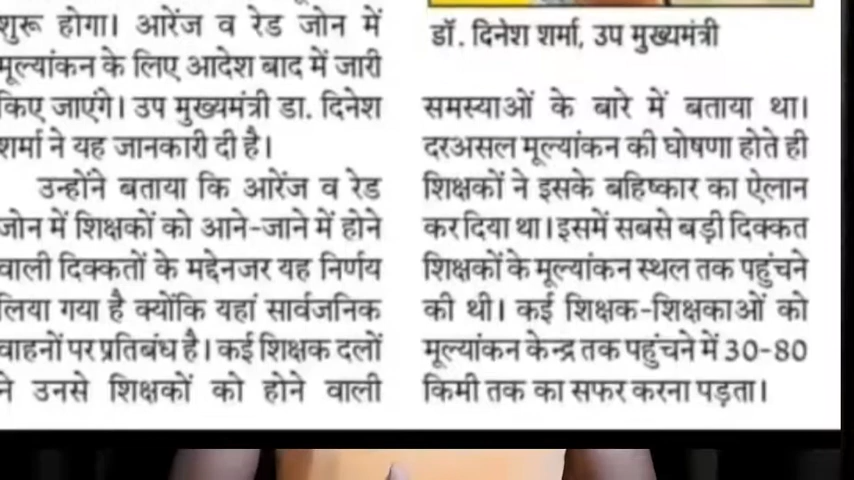 शुरू होगा। आरेंज व रेड जोन में
मूल्यांकन के लिए आदेश बाद में जारी
किए जाएंगे। उप मुख्यमंत्री डा. दिनेश
शर्मा ने यह जानकारी दी है।
उन्होंने बताया कि आरेंज व रेड
जोन में शिक्षकों को आने-जाने में होने
वाली दिक्कतों के मद्देनजर यह निर्णय
लिया गया है क्योंकि यहां सार्वजनिक
वाहनों पर प्रतिबंध है। कई शिक्षक दलों
ने उनसे शिक्षकों को होने वाली
डॉ. दिनेश शर्मा, उप मुख्यमंत्री
समस्याओं के बारे में बताया था।
दरअसल मूल्यांकन की घोषणा होते ही
शिक्षकों ने इसके बहिष्कार का ऐलान
कर दिया था। इसमें सबसे बड़ी दिक्कत
शिक्षकों के मूल्यांकन स्थल तक पहुंचने
की थी। कई शिक्षक-शिक्षकाओं को
मूल्यांकन केन्द्र तक पहुंचने में 30-80
किमी तक का सफर करना पड़ता।